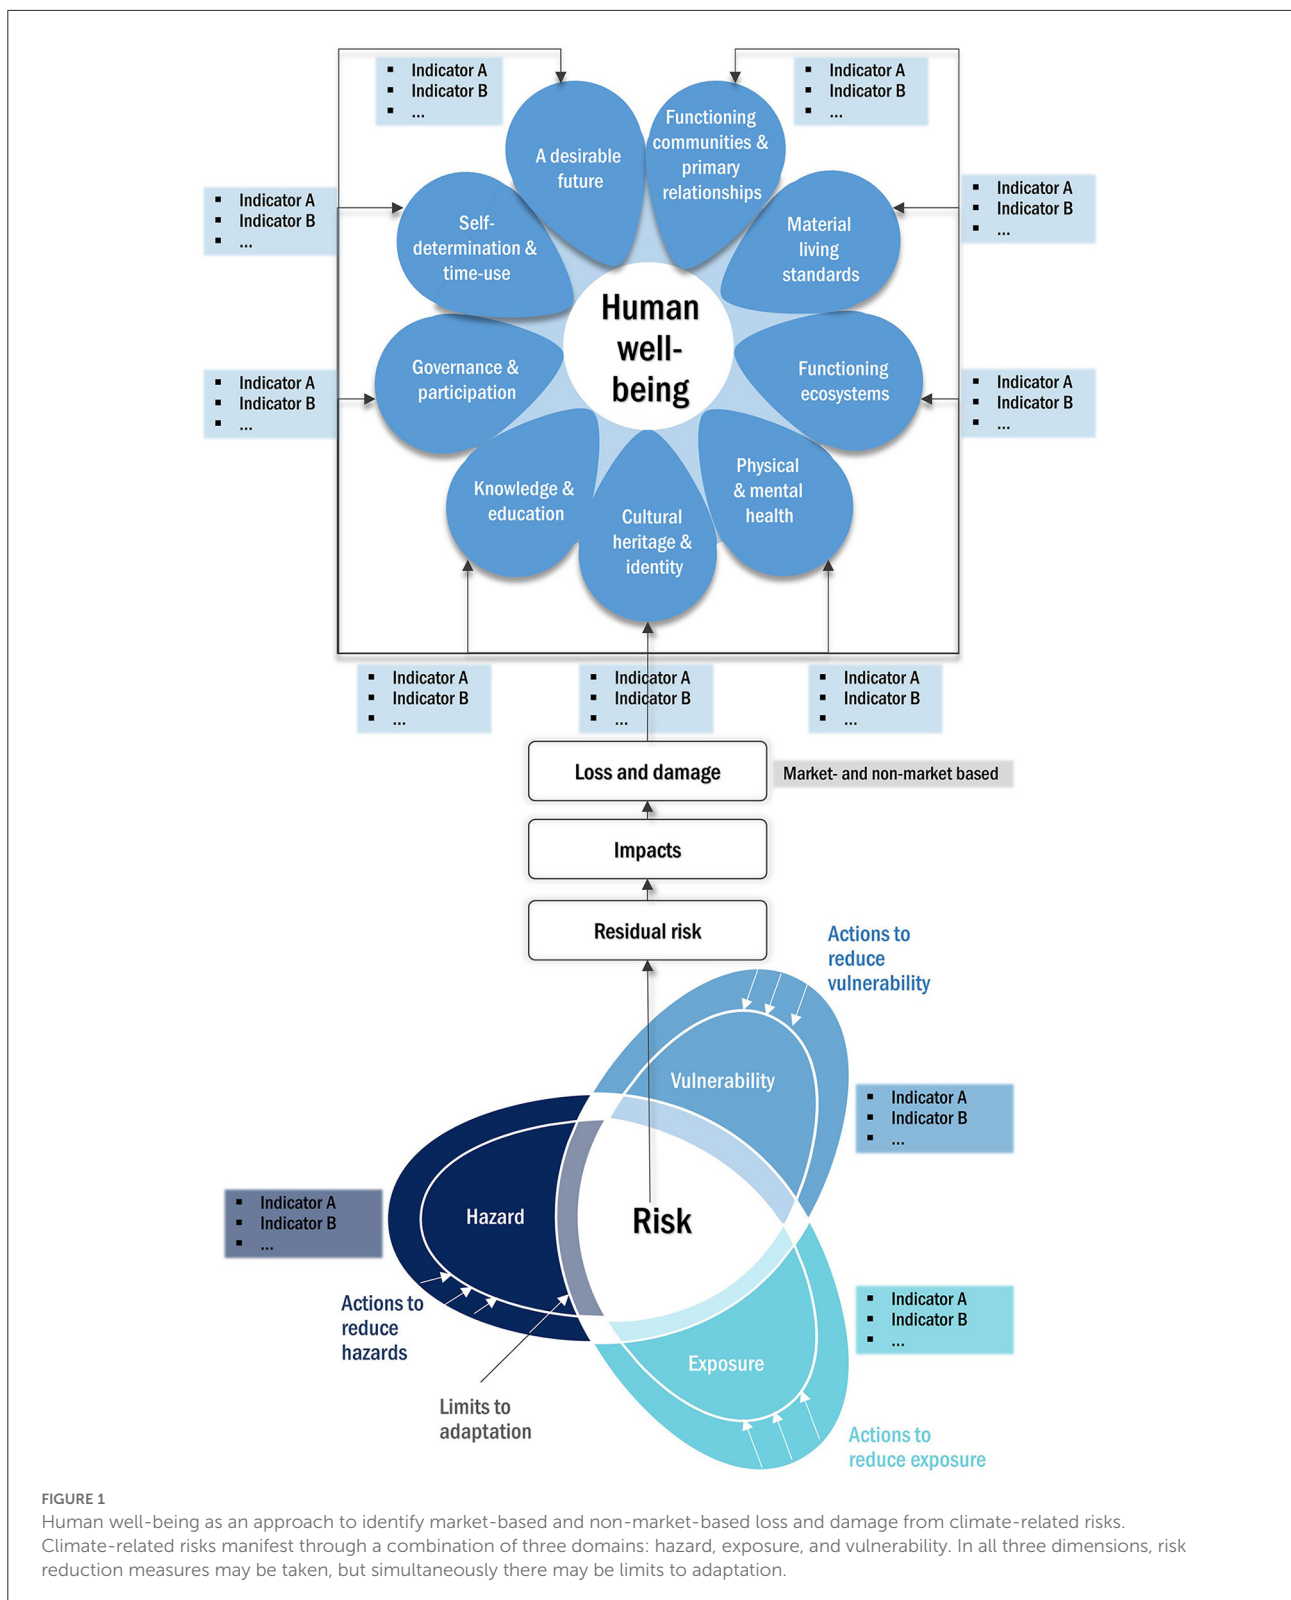 ▪ Indicator A
▪ Indicator B
▪ ...
▪ Indicator A
▪ Indicator B
▪ ...
A desirable
future
Functioning
communities &
primary
relationships
▪ Indicator A
▪ Indicator B
▪ ...
▪ Indicator A
▪ Indicator B
▪ ...
Self-
determination &
time-use
Material
living
standards
Human
well-
being
▪ Indicator A
▪ Indicator B
▪ ...
▪ Indicator A
▪ Indicator B
▪ ...
Governance &
participation
Functioning
ecosystems
Knowledge &
education
Cultural
heritage &
identity
Physical
& mental
health
▪ Indicator A
▪ Indicator B
▪ ...
▪ Indicator A
▪ Indicator B
▪ ...
▪ Indicator A
▪ Indicator B
▪ ...
Loss and damage
Market- and non-market based
Impacts
Residual risk
Actions to
reduce
vulnerability
Vulnerability
▪ Indicator A
▪ Indicator B
▪ ...
▪ Indicator A
▪ Indicator B
▪ ...
Hazard
Risk
Actions to
reduce
hazards
▪ Indicator A
▪ Indicator B
▪ ...
Exposure
Limits to
adaptation
Actions to
reduce exposure
FIGURE 1
Human well-being as an approach to identify market-based and non-market-based loss and damage from climate-related risks.
Climate-related risks manifest through a combination of three domains: hazard, exposure, and vulnerability. In all three dimensions, risk
reduction measures may be taken, but simultaneously there may be limits to adaptation.